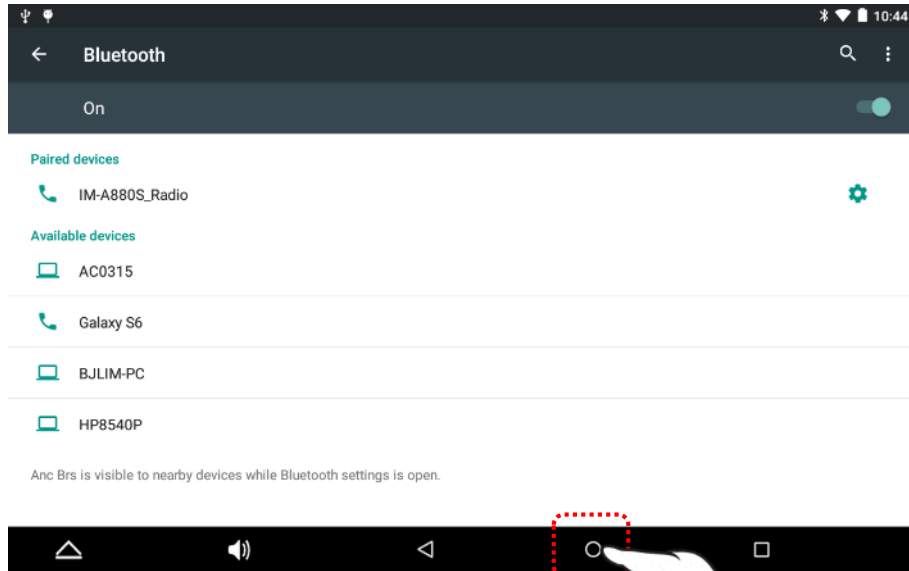 10:44
Bluetooth
On
Paired devices
IM-A880S_Radio
Available devices
AC0315
Galaxy S6
BJLIM-PC
HP8540P
Anc Brs is visible to nearby devices while Bluetooth settings is open.